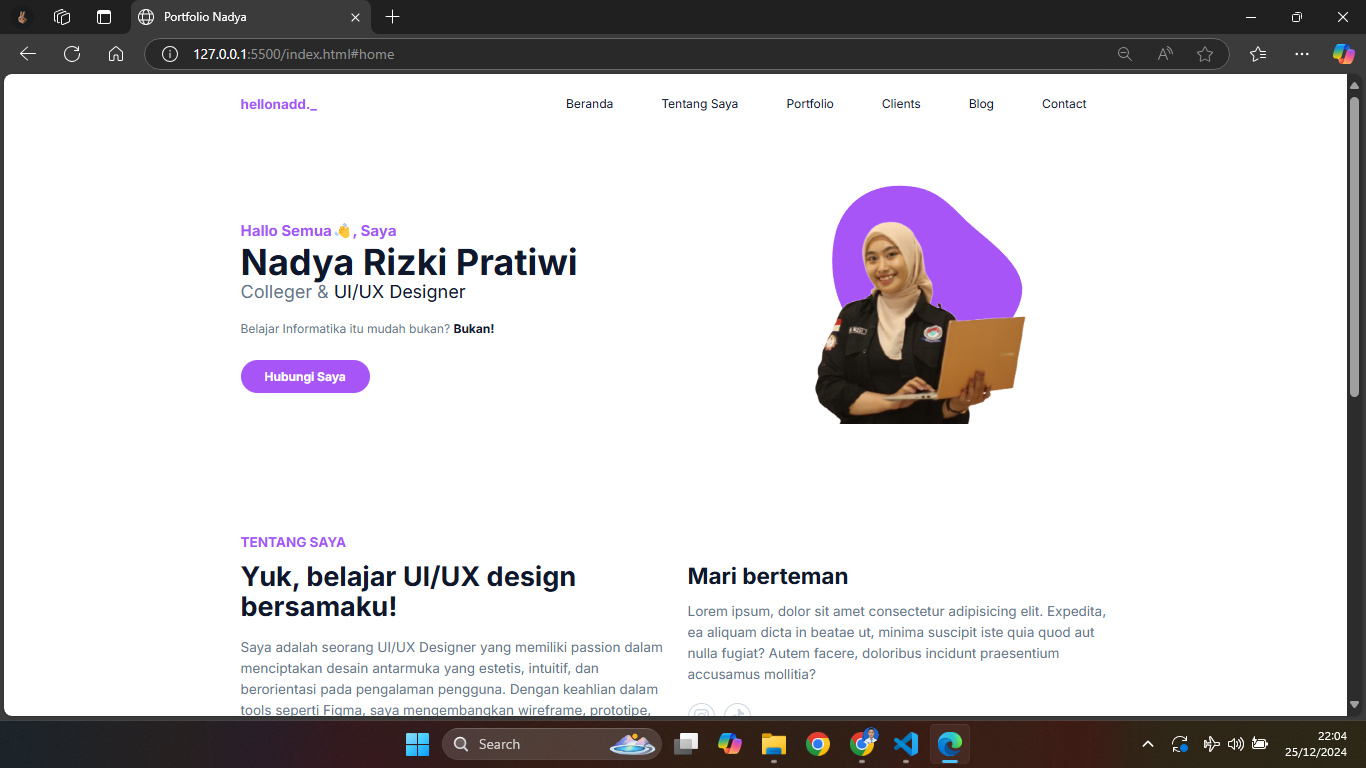 Portfolio Nadya
127.0.0.1:5500/index.html#home
hellonadd._
Beranda
Tentang Saya
Portfolio
Clients
Blog
Contact
Hallo Semua👋, Saya
Nadya Rizki Pratiwi
Colleger & UI/UX Designer
Belajar Informatika itu mudah bukan? Bukan!
Hubungi Saya
TENTANG SAYA
Yuk, belajar UI/UX design
bersamaku!
Saya adalah seorang UI/UX Designer yang memiliki passion dalam
menciptakan desain antarmuka yang estetis, intuitif, dan
berorientasi pada pengalaman pengguna. Dengan keahlian dalam
tools seperti Figma, saya mengembangkan wireframe, prototipe,
Mari berteman
Lorem ipsum, dolor sit amet consectetur adipisicing elit. Expedita,
ea aliquam dicta in beatae ut, minima suscipit iste quia quod aut
nulla fugiat? Autem facere, doloribus incidunt praesentium
accusamus mollitia?
Search
22:04
25/12/2024